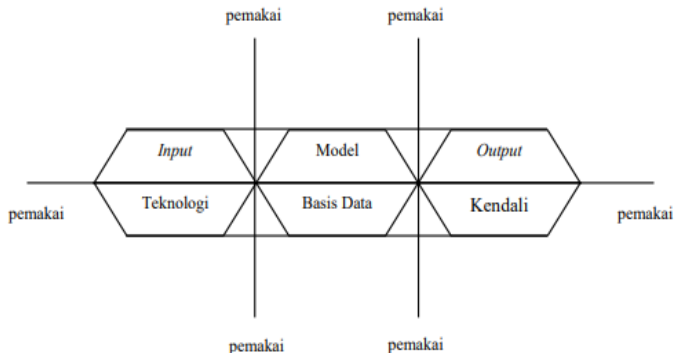 pemakai pemakai
Input Model Output
Teknologi Basis Data Kendali
pemakai pemakai
pemakai pemakai